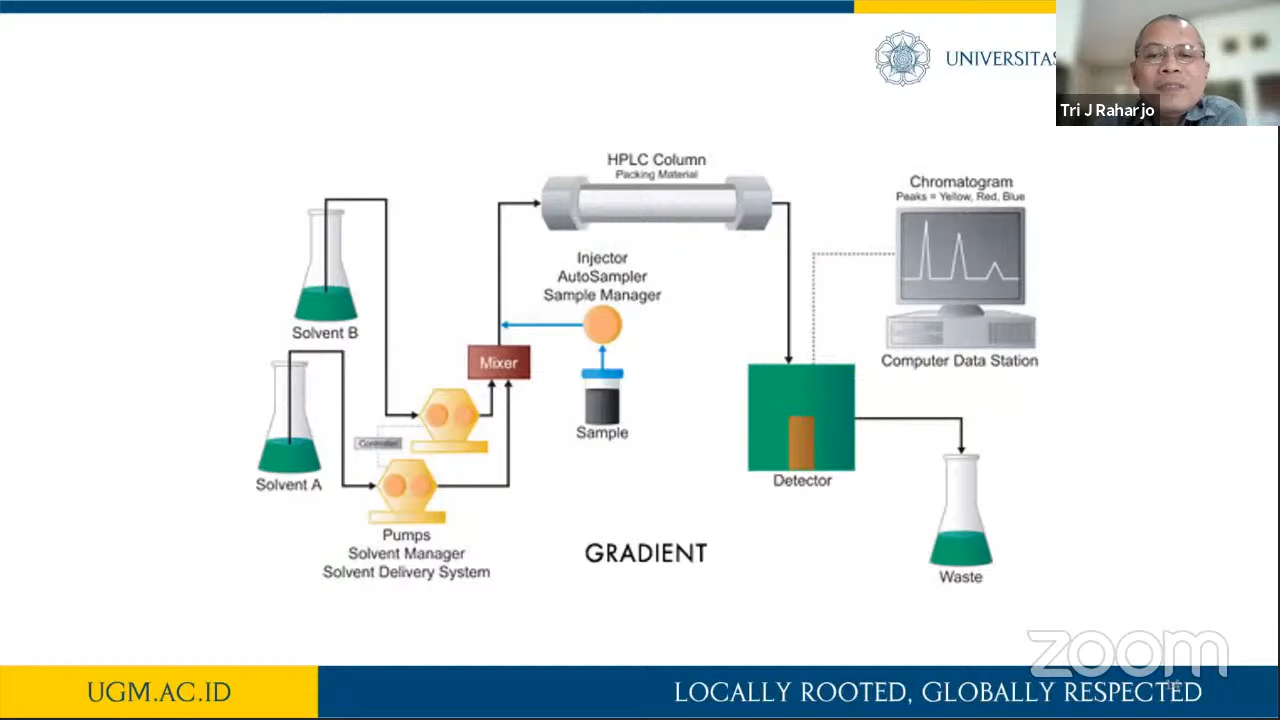 UNIVERSITAS
Tri J Raharjo
HPLC Column
Packing Material
Chromatogram
Peaks = Yellow, Red, Blue
Injector
AutoSampler
Sample Manager
Solvent B
Mixer
Computer Data Station
Sample
Controller
Solvent A
Detector
Pumps
Solvent Manager
Solvent Delivery System
GRADIENT
Waste
zoom
UGM.AC.ID
LOCALLY ROOTED, GLOBALLY RESPECTED